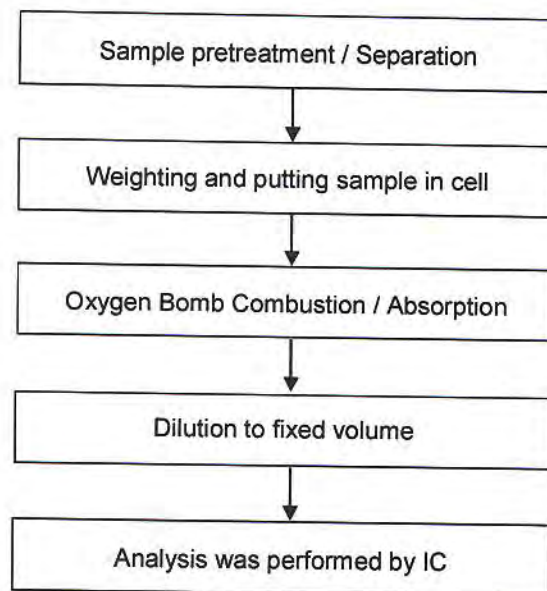 Sample pretreatment / Separation
Weighting and putting sample in cell
Oxygen Bomb Combustion / Absorption
Dilution to fixed volume
Analysis was performed by IC